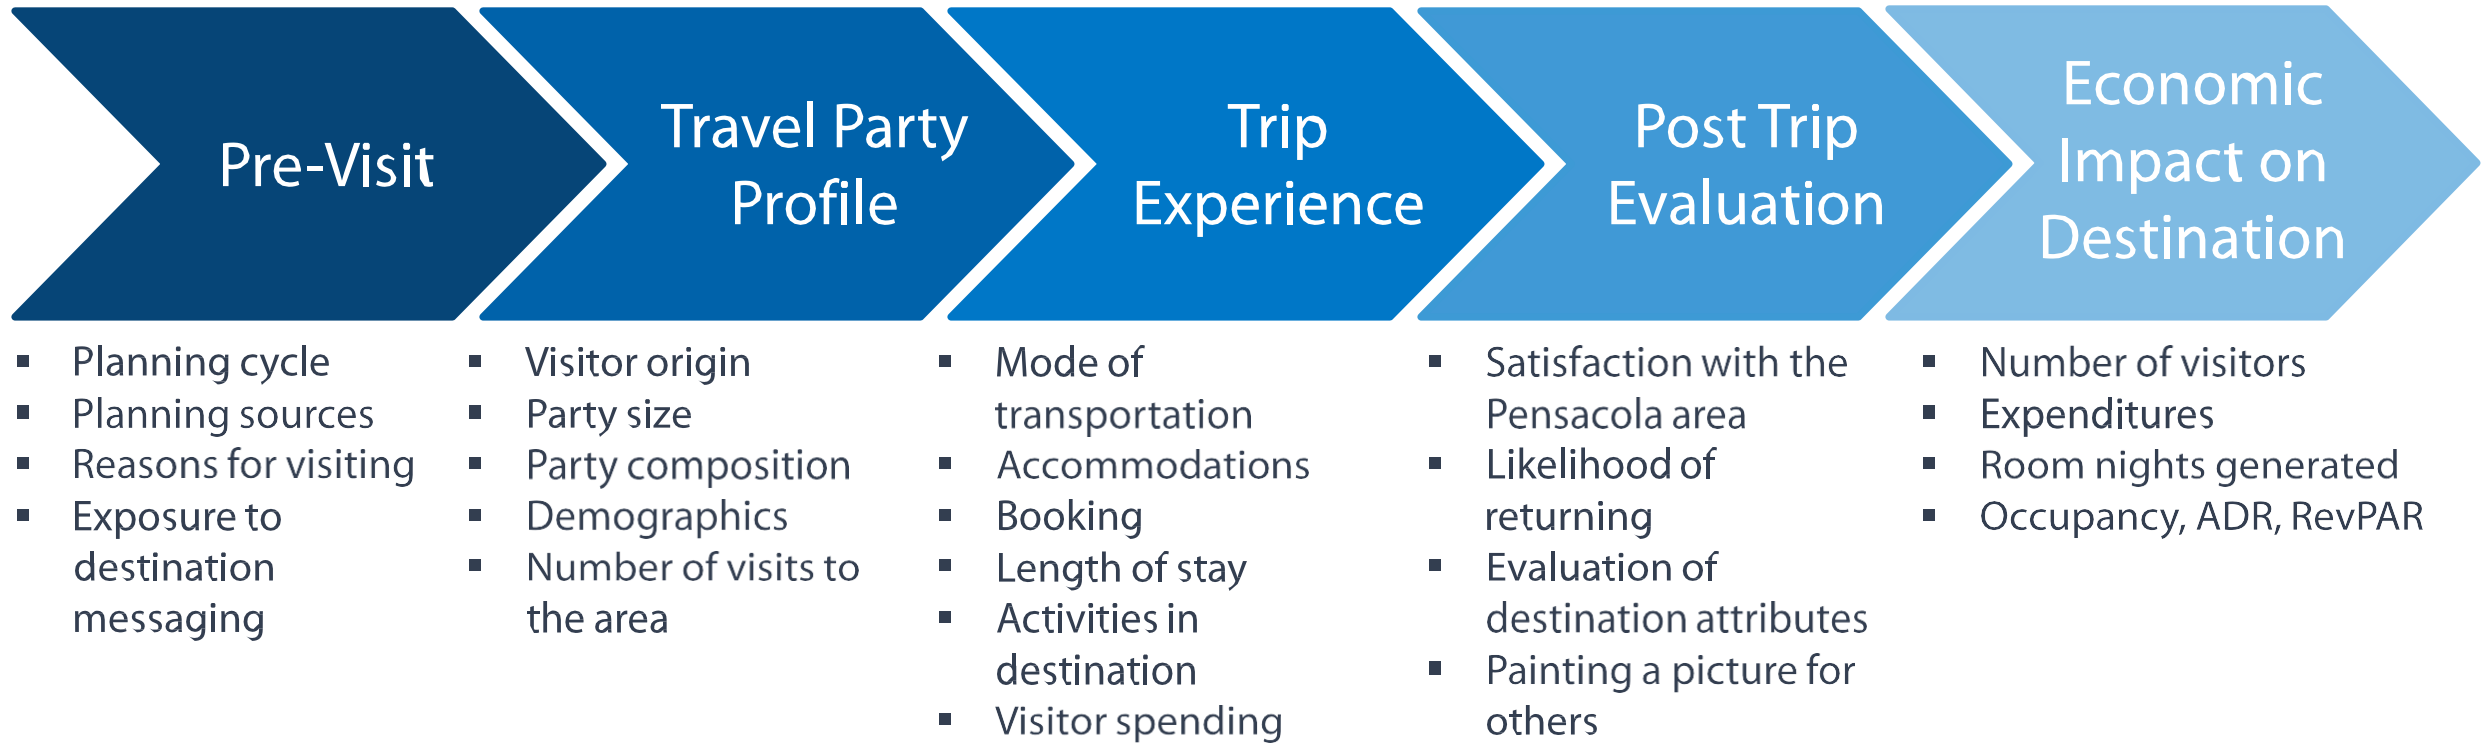 Pre-Visit
Travel Party
Profile
Trip
Experience
Post Trip
Evaluation
Economic
Impact on
Destination
▪ Planning cycle
▪ Planning sources
▪ Reasons for visiting
▪ Exposure to
destination
messaging
▪ Visitor origin
▪ Party size
▪ Party composition
▪ Demographics
▪ Number of visits to
the area
▪ Mode of
transportation
▪ Accommodations
▪ Booking
▪ Length of stay
▪ Activities in
destination
▪ Visitor spending
▪ Satisfaction with the
Pensacola area
▪ Likelihood of
returning
▪ Evaluation of
destination attributes
▪ Painting a picture for
others
▪ Number of visitors
▪ Expenditures
▪ Room nights generated
▪ Occupancy, ADR, RevPAR